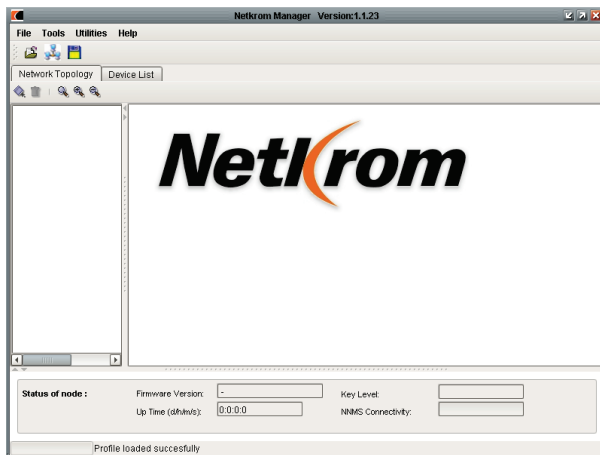 Netkrom Manager Version:1.1.23
File Tools Utilities Help
Network Topology Device List
Netkrom
Status of node : Firmware Version: - Key Level:
Up Time (d/h/m/s): 0:0:0:0 NNMS Connectivity:
Profile loaded succesfully